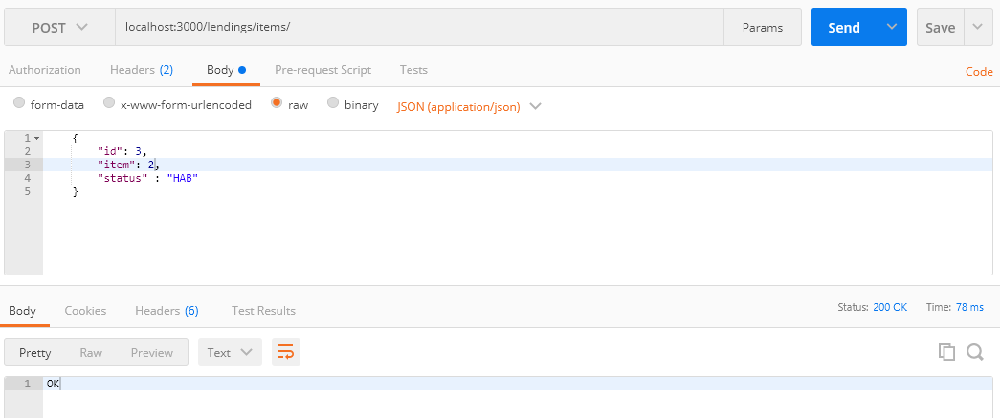 POST localhost:3000/lendings/items/ Params Send Save
Authorization Headers (2) Body Pre-request Script Tests Code
form-data x-www-form-urlencoded raw binary JSON (application/json)
1 {
2 "id": 3,
3 "item": 2,
4 "status" : "HAB"
5 }
Body Cookies Headers (6) Test Results Status: 200 OK Time: 78 ms
Pretty Raw Preview Text
1 OK